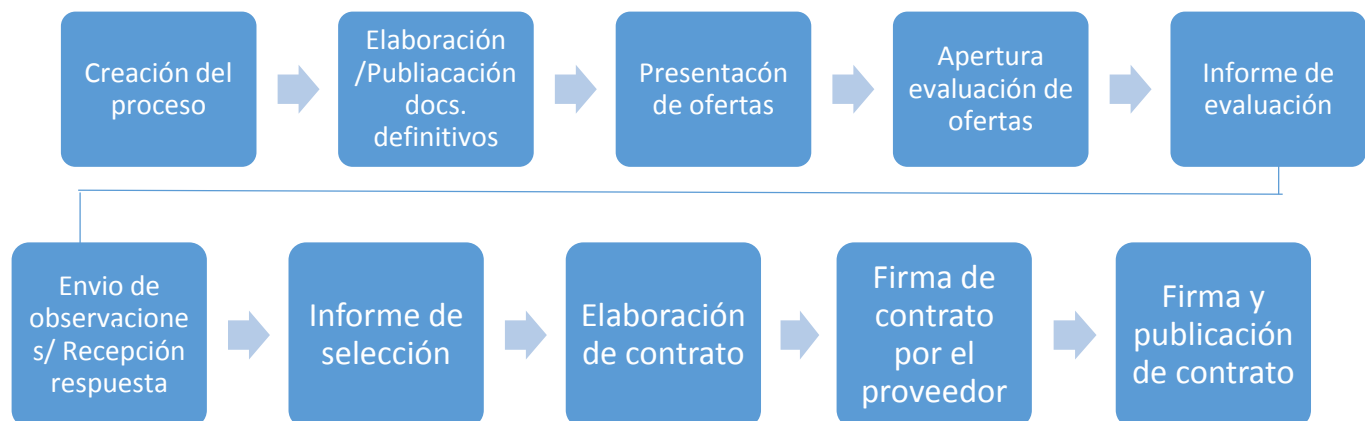 Creación del
proceso
Elaboración
/Publiacación
docs.
definitivos
Presentacón
de ofertas
Apertura
evaluación de
ofertas
Informe de
evaluación
Envio de
observacione
s/ Recepción
respuesta
Informe de
selección
Elaboración
de contrato
Firma de
contrato
por el
proveedor
Firma y
publicación
de contrato